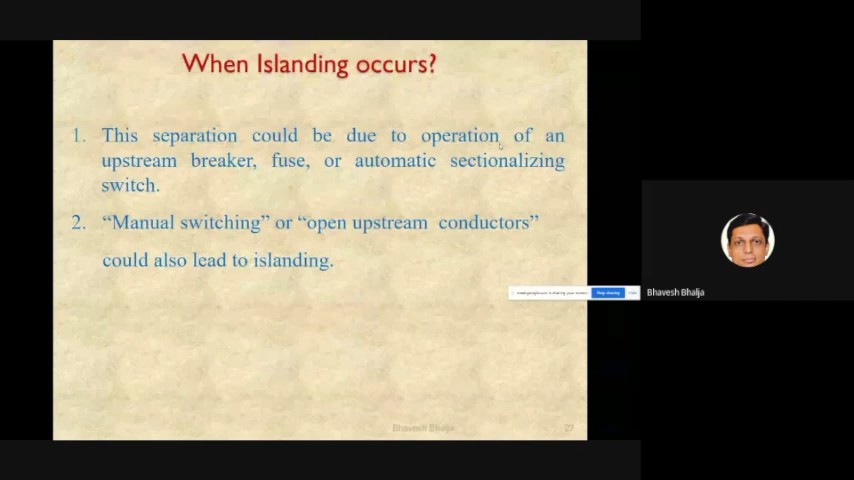 When Islanding occurs?
1. This separation could be due to operation of an
upstream breaker, fuse, or automatic sectionalizing
switch.
2. “Manual switching” or “open upstream conductors”
could also lead to islanding.
Stop sharing
Bhavesh Bhalja
Bhavesh Bhalja
27